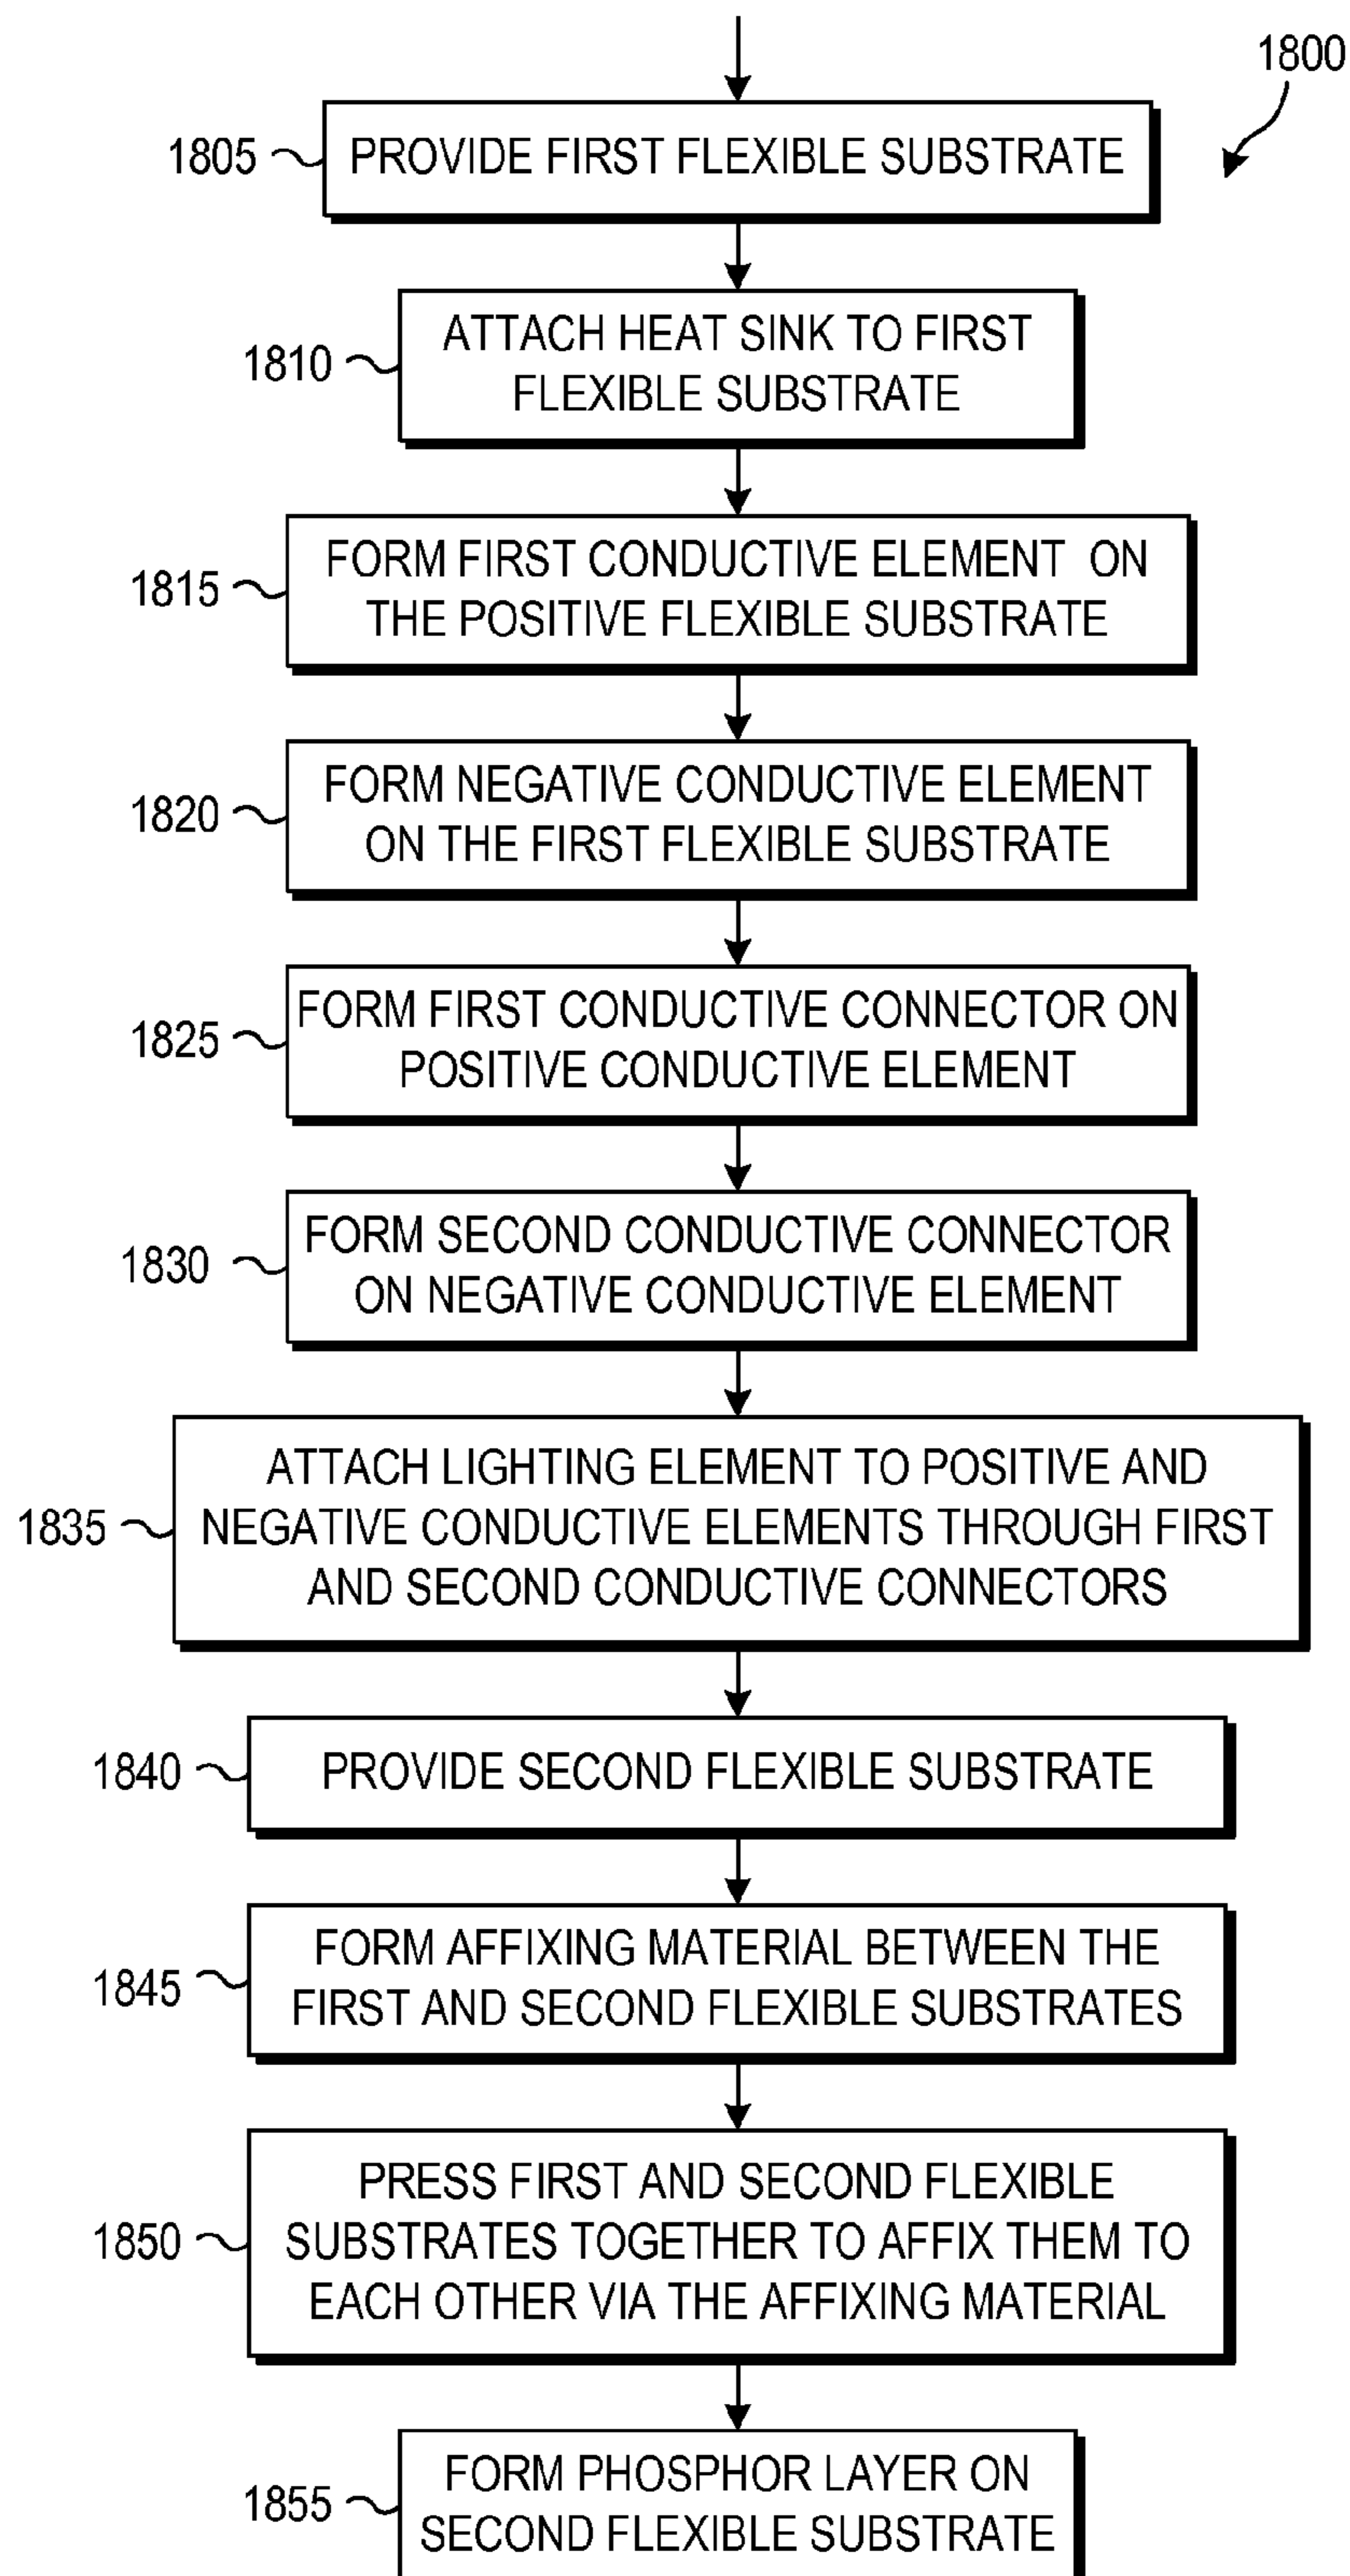 1800
1805
PROVIDE FIRST FLEXIBLE SUBSTRATE
1810
ATTACH HEAT SINK TO FIRST
FLEXIBLE SUBSTRATE
1815
FORM FIRST CONDUCTIVE ELEMENT ON
THE POSITIVE FLEXIBLE SUBSTRATE
1820
FORM NEGATIVE CONDUCTIVE ELEMENT
ON THE FIRST FLEXIBLE SUBSTRATE
1825
FORM FIRST CONDUCTIVE CONNECTOR ON
POSITIVE CONDUCTIVE ELEMENT
1830
FORM SECOND CONDUCTIVE CONNECTOR
ON NEGATIVE CONDUCTIVE ELEMENT
1835
ATTACH LIGHTING ELEMENT TO POSITIVE AND
NEGATIVE CONDUCTIVE ELEMENTS THROUGH FIRST
AND SECOND CONDUCTIVE CONNECTORS
1840
PROVIDE SECOND FLEXIBLE SUBSTRATE
1845
FORM AFFIXING MATERIAL BETWEEN THE
FIRST AND SECOND FLEXIBLE SUBSTRATES
1850
PRESS FIRST AND SECOND FLEXIBLE
SUBSTRATES TOGETHER TO AFFIX THEM TO
EACH OTHER VIA THE AFFIXING MATERIAL
1855
FORM PHOSPHOR LAYER ON
SECOND FLEXIBLE SUBSTRATE